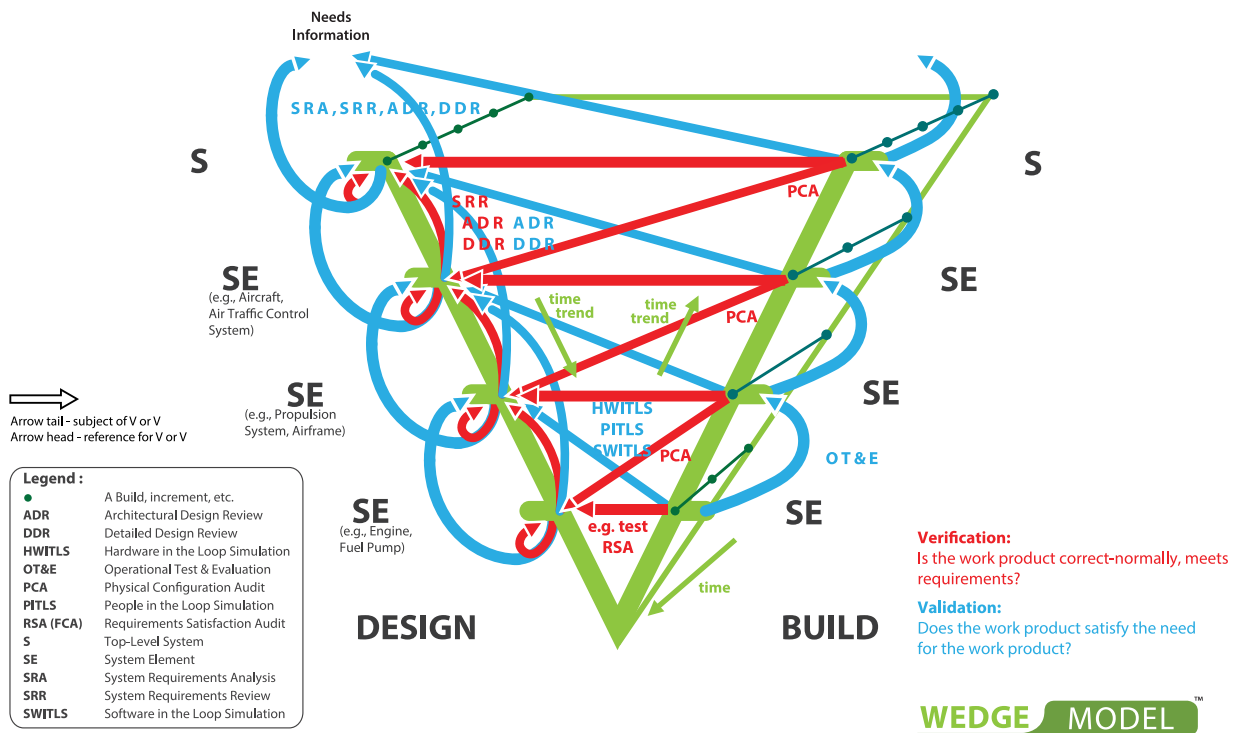 Needs
Information
SRA, SRR, ADR, DDR
S
S
PCA
SRR
ADR ADR
DDR DDR
SE
(e.g., Aircraft,
Air Traffic Control
System)
SE
time
trend
time
trend
PCA
SE
(e.g., Propulsion
System, Airframe)
SE
HWITLS
PITLS
SWITLS
PCA
OT&E
Arrow tail - subject of V or V
Arrow head - reference for V or V
SE
(e.g., Engine,
Fuel Pump)
SE
e.g. test
RSA
time
DESIGN
BUILD
Legend :
A Build, increment, etc.
ADR Architectural Design Review
DDR Detailed Design Review
HWITLS Hardware in the Loop Simulation
OT&E Operational Test & Evaluation
PCA Physical Configuration Audit
PITLS People in the Loop Simulation
RSA (FCA) Requirements Satisfaction Audit
S Top-Level System
SE System Element
SRA System Requirements Analysis
SRR System Requirements Review
SWITLS Software in the Loop Simulation
Verification:
Is the work product correct-normally, meets
requirements?
Validation:
Does the work product satisfy the need
for the work product?
WEDGE MODEL™